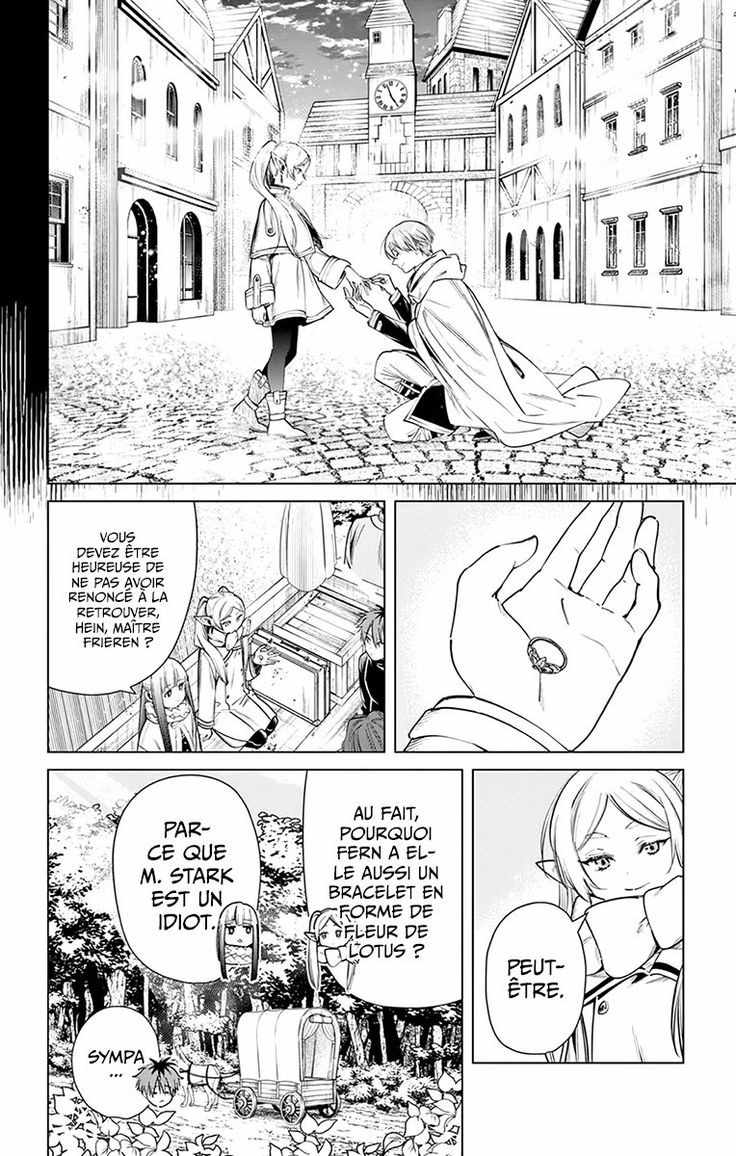 VOUS
DEVEZ ÊTRE
HEUREUSE DE
NE PAS AVOIR
RENONCÉ À LA
RETROUVER,
HEIN, MAÎTRE
FRIEREN ?
PEUT-
ÊTRE.
AU FAIT,
POURQUOI
FERN A EL-
LE AUSSI UN
BRACELET EN
FORME DE
FLEUR DE
LOTUS ?
PAR-
CE QUE
M. STARK
EST UN
IDIOT.
SYMPA
...